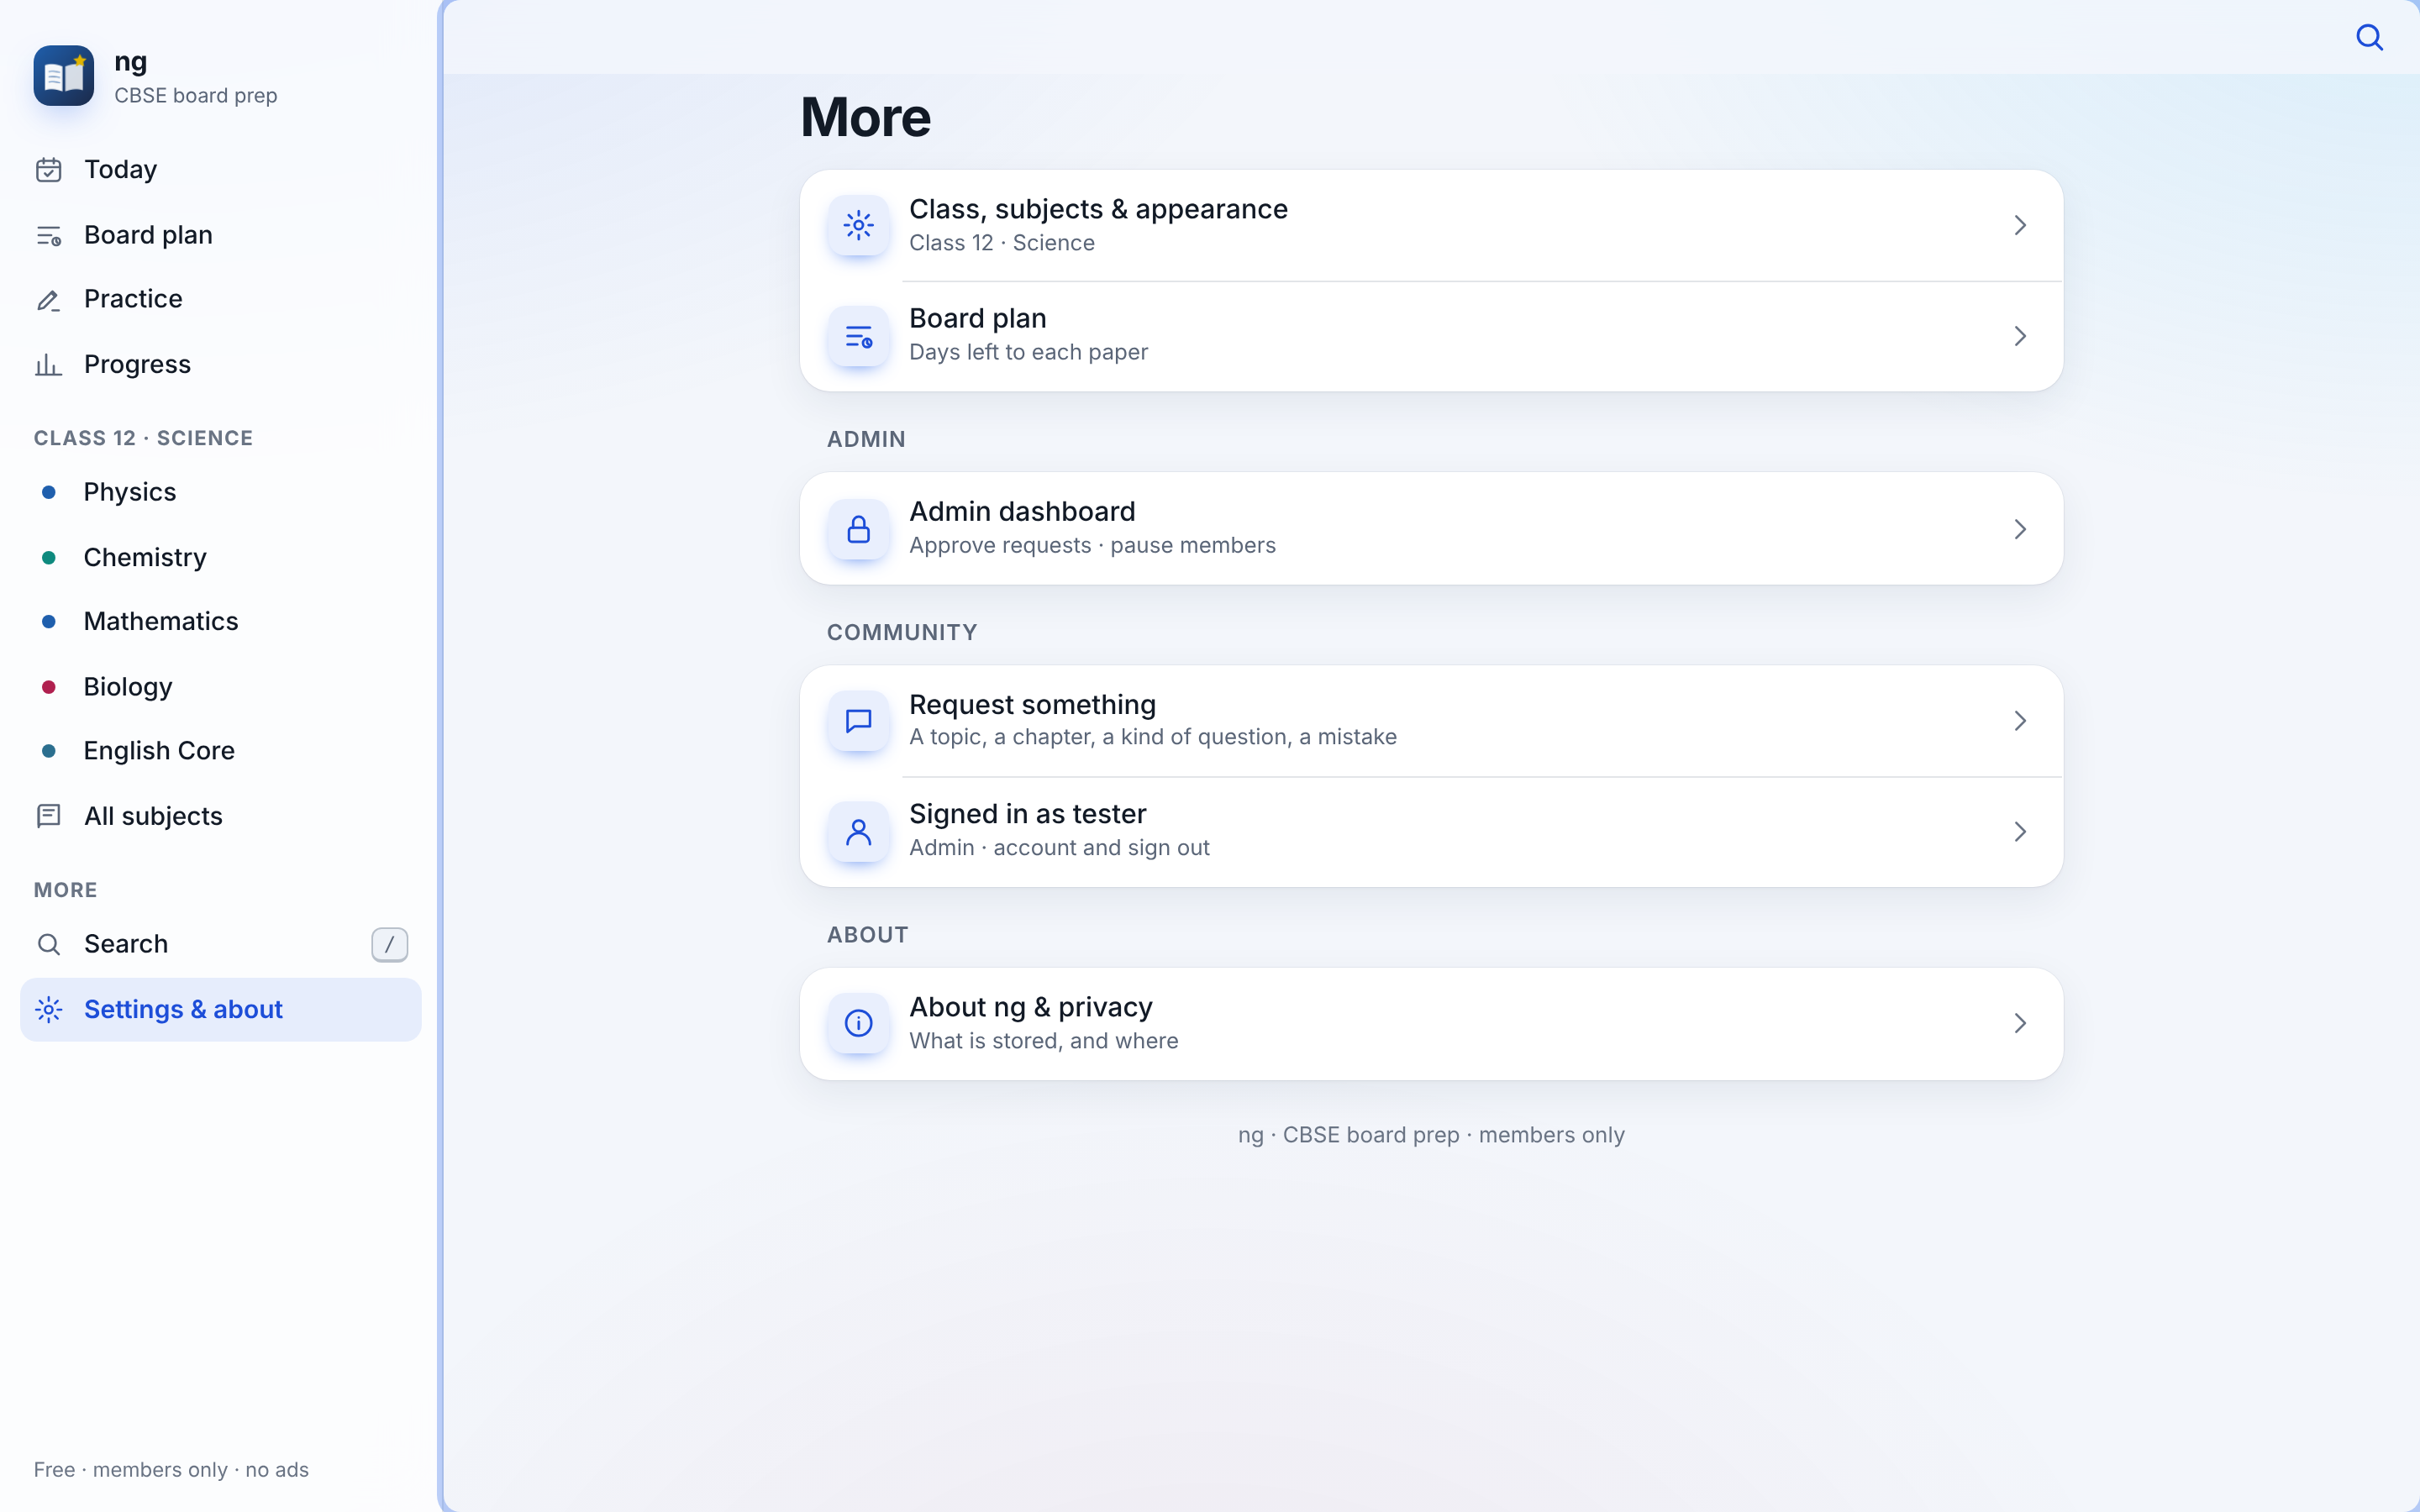 ng
CBSE board prep
Today
Board plan
Practice
Progress
CLASS 12 · SCIENCE
Physics
Chemistry
Mathematics
Biology
English Core
All subjects
MORE
Search /
Settings & about
Free · members only · no ads
More
Class, subjects & appearance
Class 12 · Science
Board plan
Days left to each paper
ADMIN
Admin dashboard
Approve requests · pause members
COMMUNITY
Request something
A topic, a chapter, a kind of question, a mistake
Signed in as tester
Admin · account and sign out
ABOUT
About ng & privacy
What is stored, and where
ng · CBSE board prep · members only